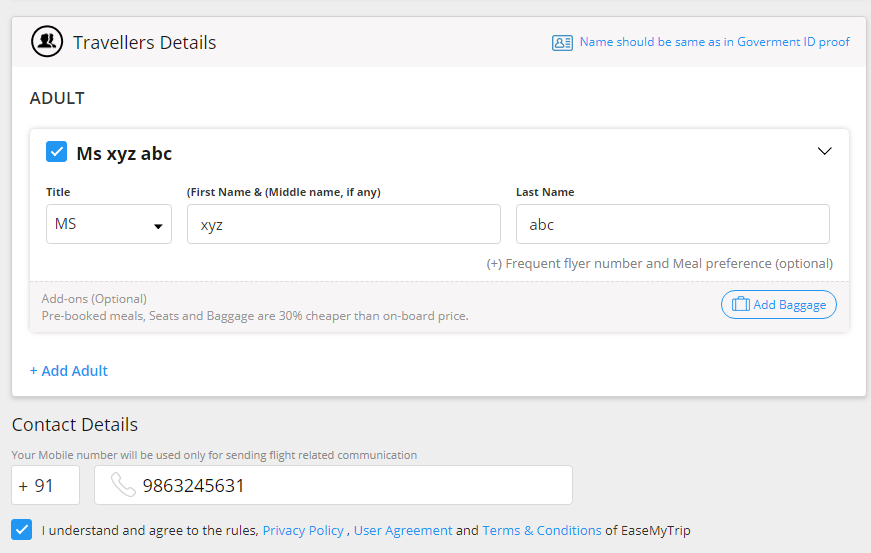 Travellers Details
Name should be same as in Goverment ID proof
ADULT
Ms xyz abc
Title
(First Name & (Middle name, if any)
Last Name
MS
xyz
abc
(+) Frequent flyer number and Meal preference (optional)
Add-ons (Optional)
Pre-booked meals, Seats and Baggage are 30% cheaper than on-board price.
Add Baggage
+ Add Adult
Contact Details
Your Mobile number will be used only for sending flight related communication
+ 91
9863245631
I understand and agree to the rules, Privacy Policy , User Agreement and Terms & Conditions of EaseMyTrip